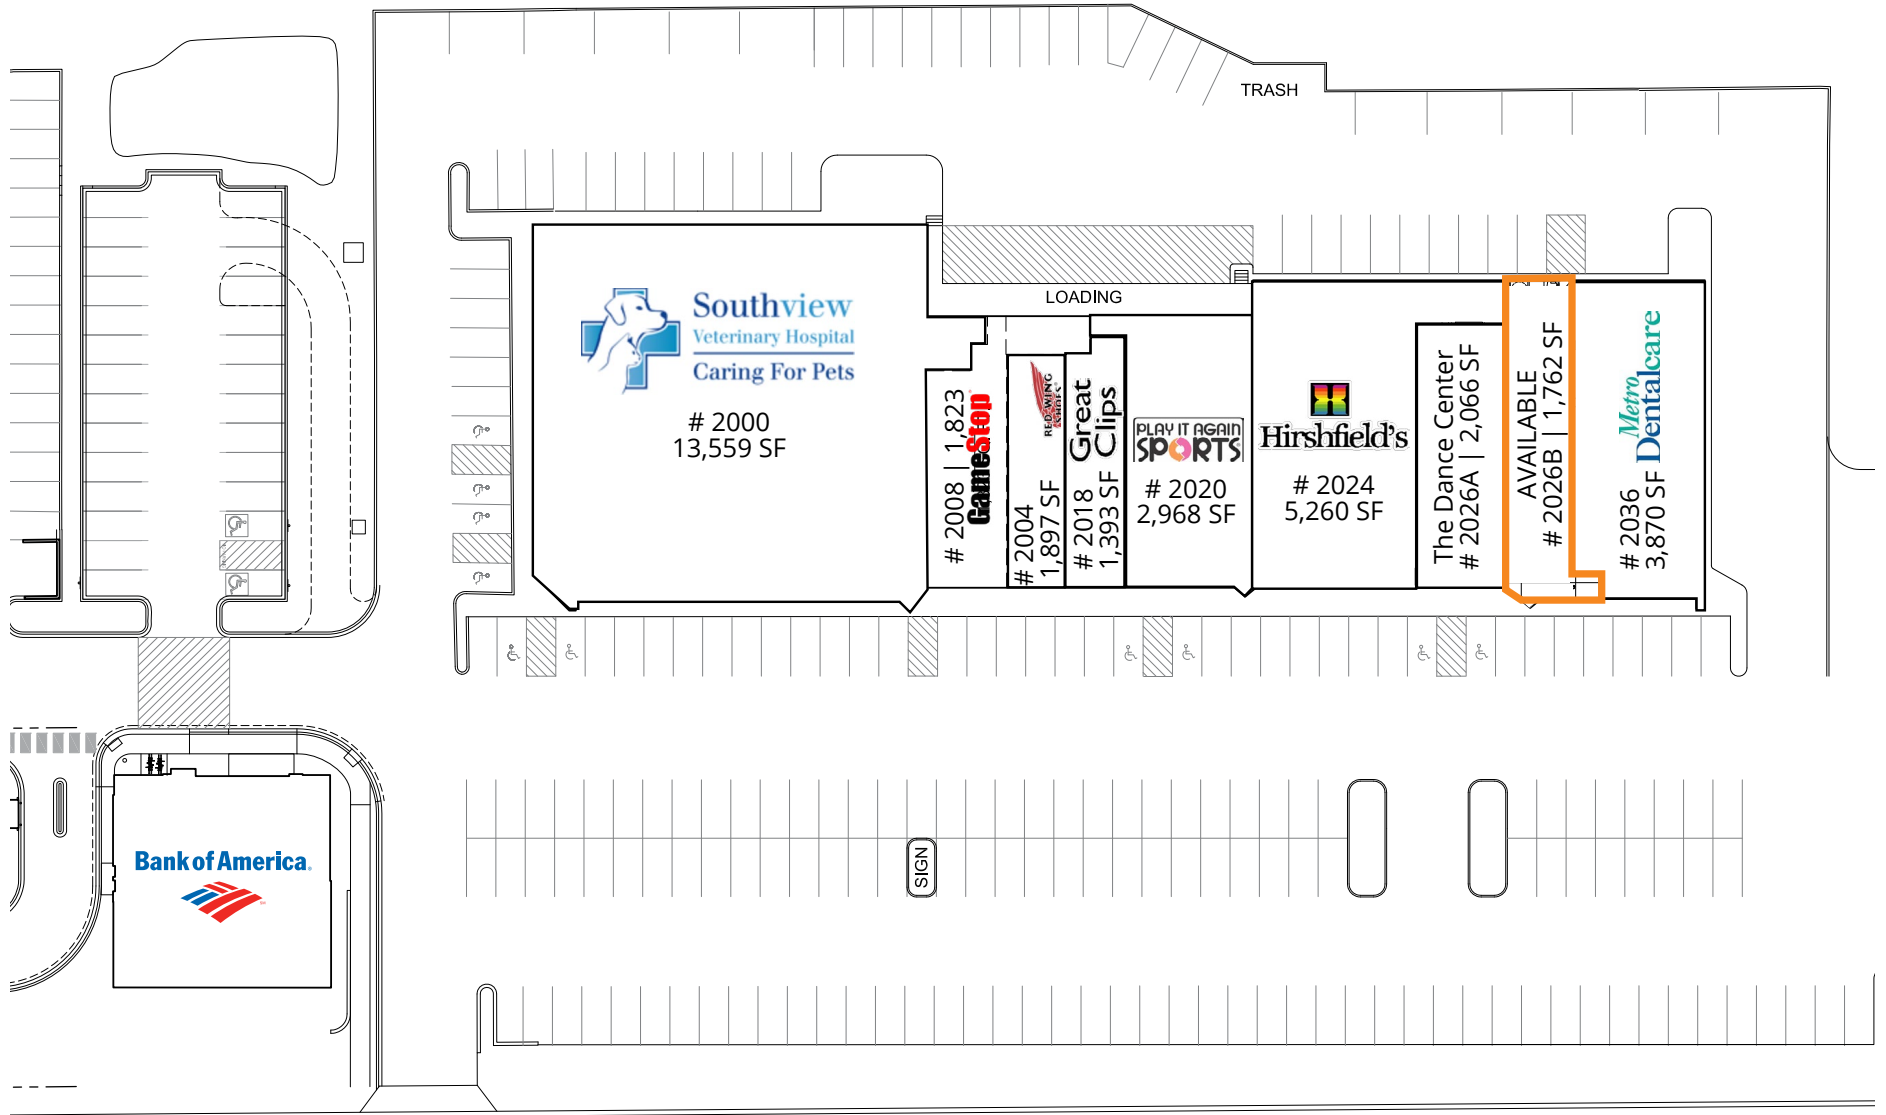 TRASH
LOADING
Southview
Veterinary Hospital
Caring For Pets
# 2000
13,559 SF
# 2008 | 1,823
GameStop
RED WING
SHOES
# 2004
1,897 SF
Great
Clips
# 2018
1,393 SF
PLAY IT AGAIN
SPORTS
# 2020
2,968 SF
Hirshfield's
# 2024
5,260 SF
The Dance Center
# 2026A | 2,066 SF
AVAILABLE
# 2026B | 1,762 SF
Metro
Dentalcare
# 2036
3,870 SF
SIGN
Bank of America